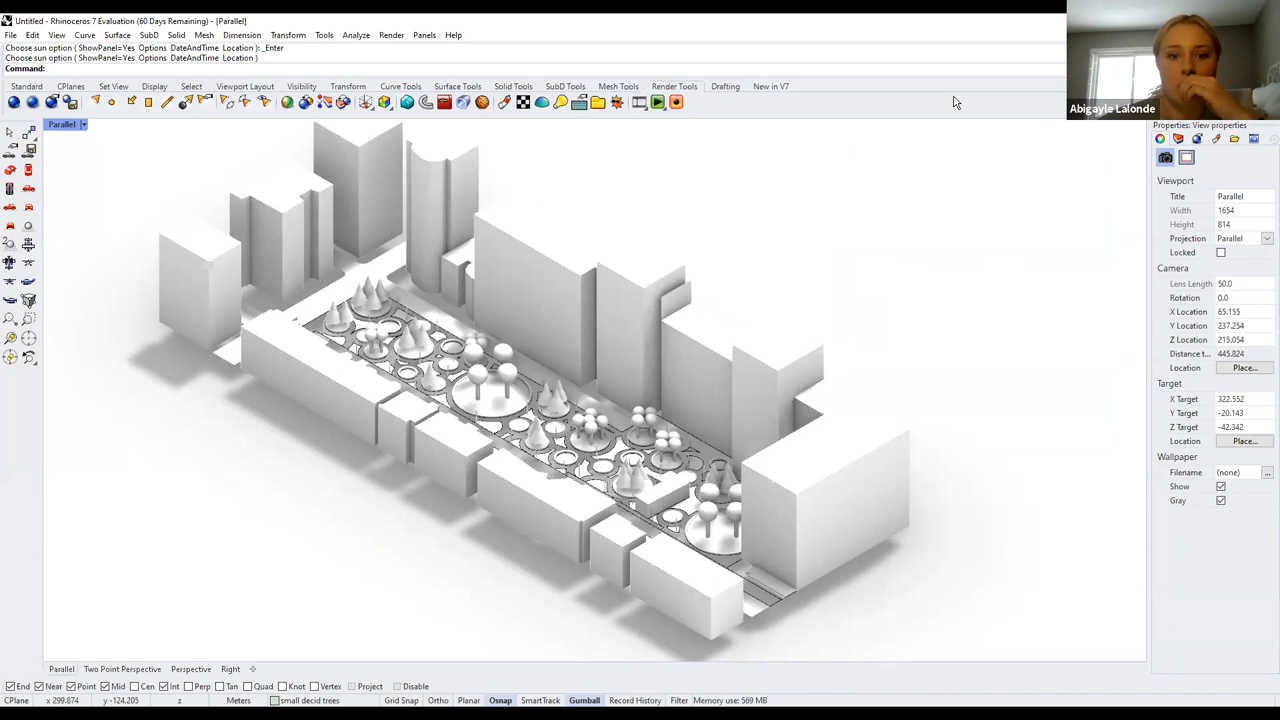 Untitled - Rhinoceros 7 Evaluation (60 Days Remaining) - [Parallel]
File Edit View Curve Surface SubD Solid Mesh Dimension Transform Tools Analyze Render Panels Help
Choose sun option ( ShowPanel=Yes Options DateAndTime Location ): _Enter
Choose sun option ( ShowPanel=Yes Options DateAndTime Location )
Command:
Standard CPlanes Set View Display Select Viewport Layout Visibility Transform Curve Tools Surface Tools Solid Tools SubD Tools Mesh Tools Render Tools Drafting New in V7
Abigayle Lalonde
Parallel
Properties: View properties
Viewport
Title Parallel
Width 1654
Height 814
Projection Parallel
Locked
Camera
Lens Length 50.0
Rotation 0.0
X Location 65.155
Y Location 237.254
Z Location 215.054
Distance t... 445.824
Location Place...
Target
X Target 322.552
Y Target -20.143
Z Target -42.342
Location Place...
Wallpaper
Filename (none) ...
Show
Gray
Parallel Two Point Perspective Perspective Right
End Near Point Mid Cen Int Perp Tan Quad Knot Vertex Project Disable
CPlane x 299.874 y -124.205 z Meters small decid trees Grid Snap Ortho Planar Osnap SmartTrack Gumball Record History Filter Memory use: 569 MB